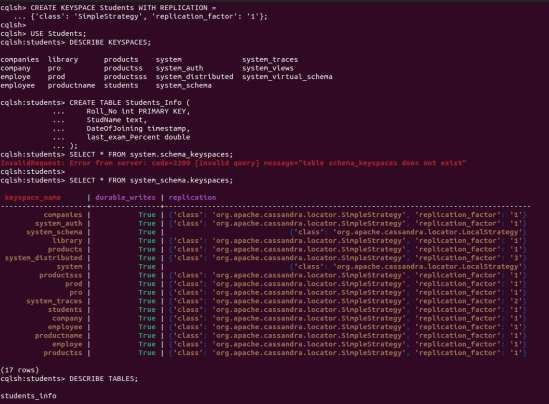 cqlsh> CREATE KEYSPACE Students WITH REPLICATION =
   ... {'class': 'SimpleStrategy', 'replication_factor': '1'};
cqlsh>
cqlsh> USE Students;
cqlsh:students> DESCRIBE KEYSPACES;
companies  library      products    system              system_traces
company    pro          productss   system_auth         system_views
employe    prod         productsss  system_distributed  system_virtual_schema
employee   productname  students    system_schema
cqlsh:students> CREATE TABLE Students_Info (
            ...      Roll_No int PRIMARY KEY,
            ...      StudName text,
            ...      DateOfJoining timestamp,
            ...      last_exam_Percent double
            ... );
cqlsh:students> SELECT * FROM system.schema_keyspaces;
InvalidRequest: Error from server: code=2200 [Invalid query] message="table schema_keyspaces does not exist"
cqlsh:students>
cqlsh:students> SELECT * FROM system_schema.keyspaces;
keyspace_name | durable_writes | replication
companies | True | {'class': 'org.apache.cassandra.locator.SimpleStrategy', 'replication_factor': '1'}
system_auth | True | {'class': 'org.apache.cassandra.locator.SimpleStrategy', 'replication_factor': '1'}
system_schema | True | {'class': 'org.apache.cassandra.locator.LocalStrategy'}
library | True | {'class': 'org.apache.cassandra.locator.SimpleStrategy', 'replication_factor': '1'}
products | True | {'class': 'org.apache.cassandra.locator.SimpleStrategy', 'replication_factor': '1'}
system_distributed | True | {'class': 'org.apache.cassandra.locator.SimpleStrategy', 'replication_factor': '3'}
system | True | {'class': 'org.apache.cassandra.locator.LocalStrategy'}
productsss | True | {'class': 'org.apache.cassandra.locator.SimpleStrategy', 'replication_factor': '1'}
prod | True | {'class': 'org.apache.cassandra.locator.SimpleStrategy', 'replication_factor': '1'}
pro | True | {'class': 'org.apache.cassandra.locator.SimpleStrategy', 'replication_factor': '1'}
system_traces | True | {'class': 'org.apache.cassandra.locator.SimpleStrategy', 'replication_factor': '2'}
students | True | {'class': 'org.apache.cassandra.locator.SimpleStrategy', 'replication_factor': '1'}
company | True | {'class': 'org.apache.cassandra.locator.SimpleStrategy', 'replication_factor': '1'}
employee | True | {'class': 'org.apache.cassandra.locator.SimpleStrategy', 'replication_factor': '1'}
productname | True | {'class': 'org.apache.cassandra.locator.SimpleStrategy', 'replication_factor': '1'}
employe | True | {'class': 'org.apache.cassandra.locator.SimpleStrategy', 'replication_factor': '1'}
productss | True | {'class': 'org.apache.cassandra.locator.SimpleStrategy', 'replication_factor': '1'}
(17 rows)
cqlsh:students> DESCRIBE TABLES;
students_info